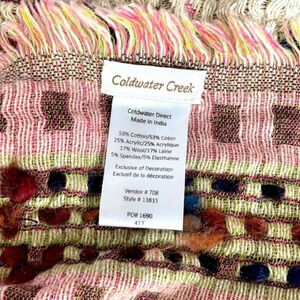 Coldwater Creek
Coldwater Direct
Made in India
53% Cotton/53% Coton
25% Acrylic/25% Acrylique
17% Wool/17% Laine
5% Spandex/5% Elasthanne
Exclusive of Decoration
Exclusif de la décoration
Vendor # 708
Style # 13815
PO# 1690
417